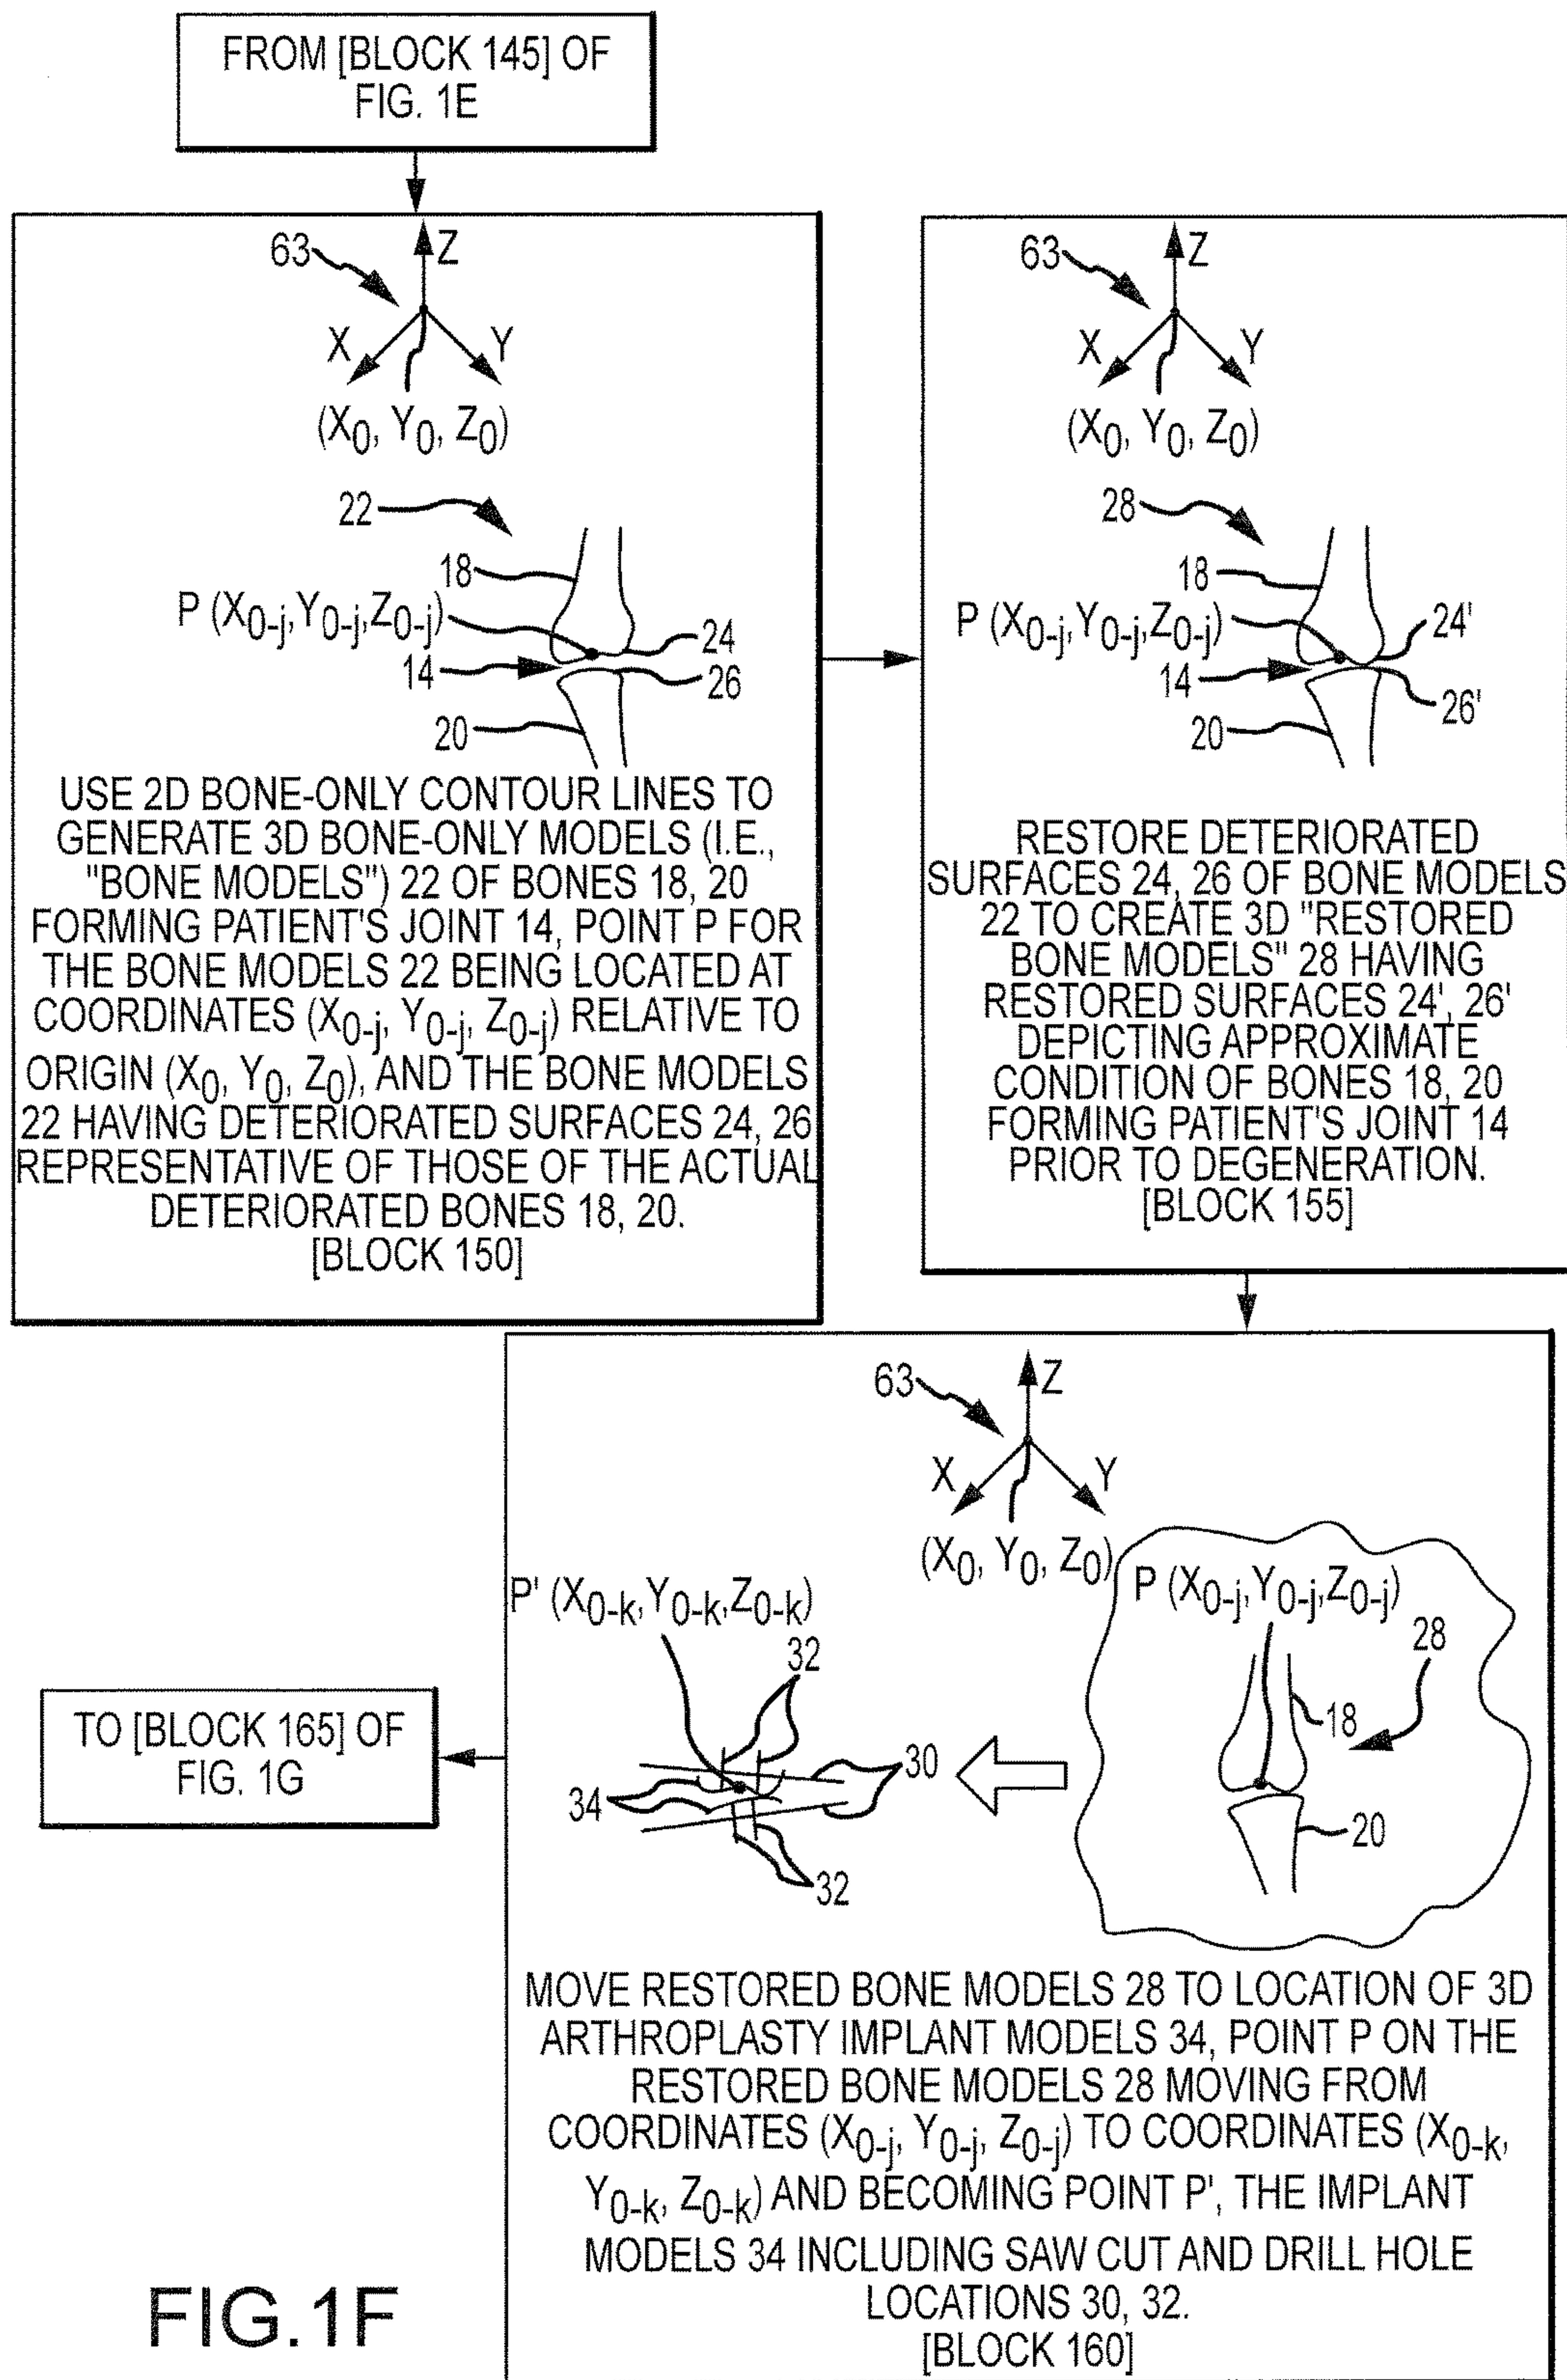 FROM [BLOCK 145] OF
FIG. 1E
63
Z
X
Y
(X0, Y0, Z0)
22
18
P (X0-j,Y0-j,Z0-j)
24
14
26
20
USE 2D BONE-ONLY CONTOUR LINES TO
GENERATE 3D BONE-ONLY MODELS (I.E.,
"BONE MODELS") 22 OF BONES 18, 20
FORMING PATIENT'S JOINT 14, POINT P FOR
THE BONE MODELS 22 BEING LOCATED AT
COORDINATES (X0-j, Y0-j, Z0-j) RELATIVE TO
ORIGIN (X0, Y0, Z0), AND THE BONE MODELS
22 HAVING DETERIORATED SURFACES 24, 26
REPRESENTATIVE OF THOSE OF THE ACTUAL
DETERIORATED BONES 18, 20.
[BLOCK 150]
63
Z
X
Y
(X0, Y0, Z0)
28
18
P (X0-j,Y0-j,Z0-j)
24'
14
26'
20
RESTORE DETERIORATED
SURFACES 24, 26 OF BONE MODELS
22 TO CREATE 3D "RESTORED
BONE MODELS" 28 HAVING
RESTORED SURFACES 24', 26'
DEPICTING APPROXIMATE
CONDITION OF BONES 18, 20
FORMING PATIENT'S JOINT 14
PRIOR TO DEGENERATION.
[BLOCK 155]
63
Z
X
Y
(X0, Y0, Z0)
P' (X0-k,Y0-k,Z0-k)
P (X0-j,Y0-j,Z0-j)
32
28
18
30
34
20
32
MOVE RESTORED BONE MODELS 28 TO LOCATION OF 3D
ARTHROPLASTY IMPLANT MODELS 34, POINT P ON THE
RESTORED BONE MODELS 28 MOVING FROM
COORDINATES (X0-j, Y0-j, Z0-j) TO COORDINATES (X0-k,
Y0-k, Z0-k) AND BECOMING POINT P', THE IMPLANT
MODELS 34 INCLUDING SAW CUT AND DRILL HOLE
LOCATIONS 30, 32.
[BLOCK 160]
TO [BLOCK 165] OF
FIG. 1G
FIG.1F